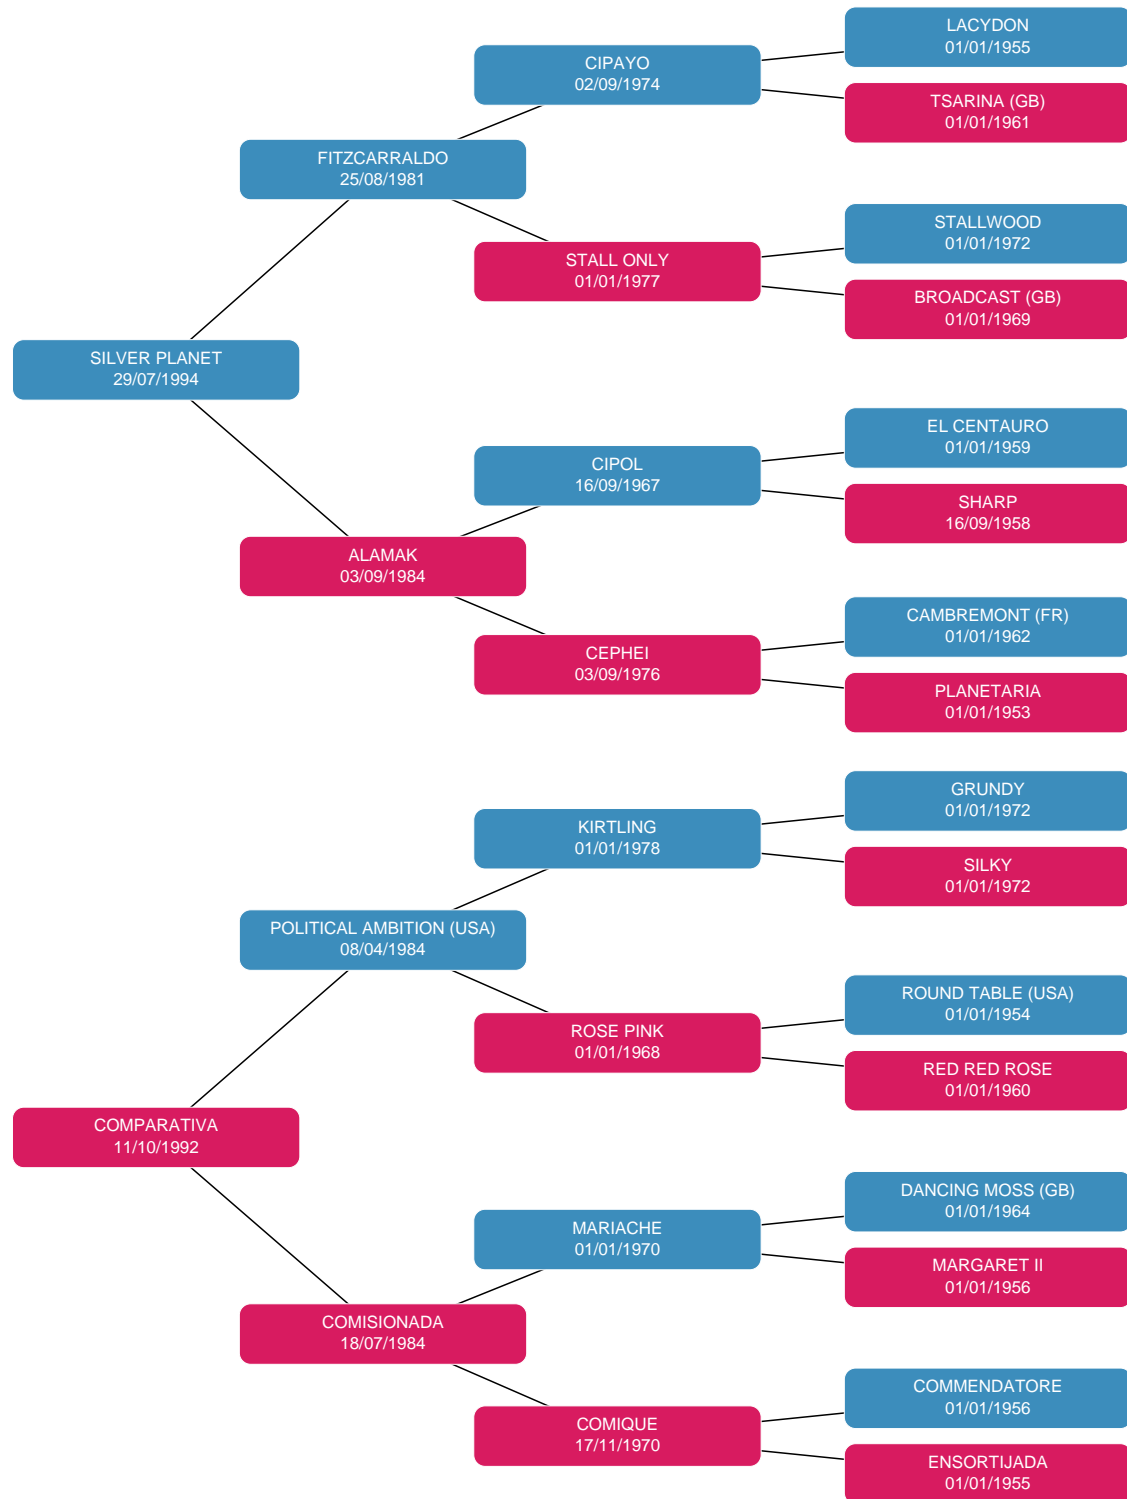 LACYDON
01/01/1955
CIPAYO
02/09/1974
TSARINA (GB)
01/01/1961
FITZCARRALDO
25/08/1981
STALLWOOD
01/01/1972
STALL ONLY
01/01/1977
BROADCAST (GB)
01/01/1969
SILVER PLANET
29/07/1994
EL CENTAURO
01/01/1959
CIPOL
16/09/1967
SHARP
16/09/1958
ALAMAK
03/09/1984
CAMBREMONT (FR)
01/01/1962
CEPHEI
03/09/1976
PLANETARIA
01/01/1953
GRUNDY
01/01/1972
KIRTLING
01/01/1978
SILKY
01/01/1972
POLITICAL AMBITION (USA)
08/04/1984
ROUND TABLE (USA)
01/01/1954
ROSE PINK
01/01/1968
RED RED ROSE
01/01/1960
COMPARATIVA
11/10/1992
DANCING MOSS (GB)
01/01/1964
MARIACHE
01/01/1970
MARGARET II
01/01/1956
COMISIONADA
18/07/1984
COMMENDATORE
01/01/1956
COMIQUE
17/11/1970
ENSORTIJADA
01/01/1955